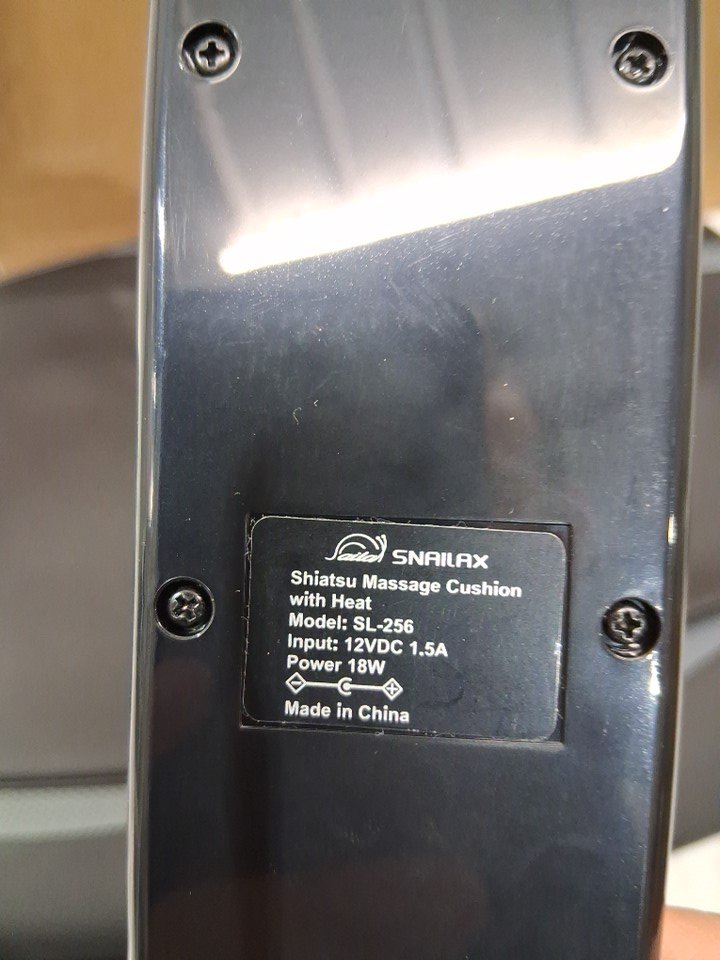 SNAILAX
Shiatsu Massage Cushion
with Heat
Model: SL-256
Input: 12VDC 1.5A
Power 18W
Made in China